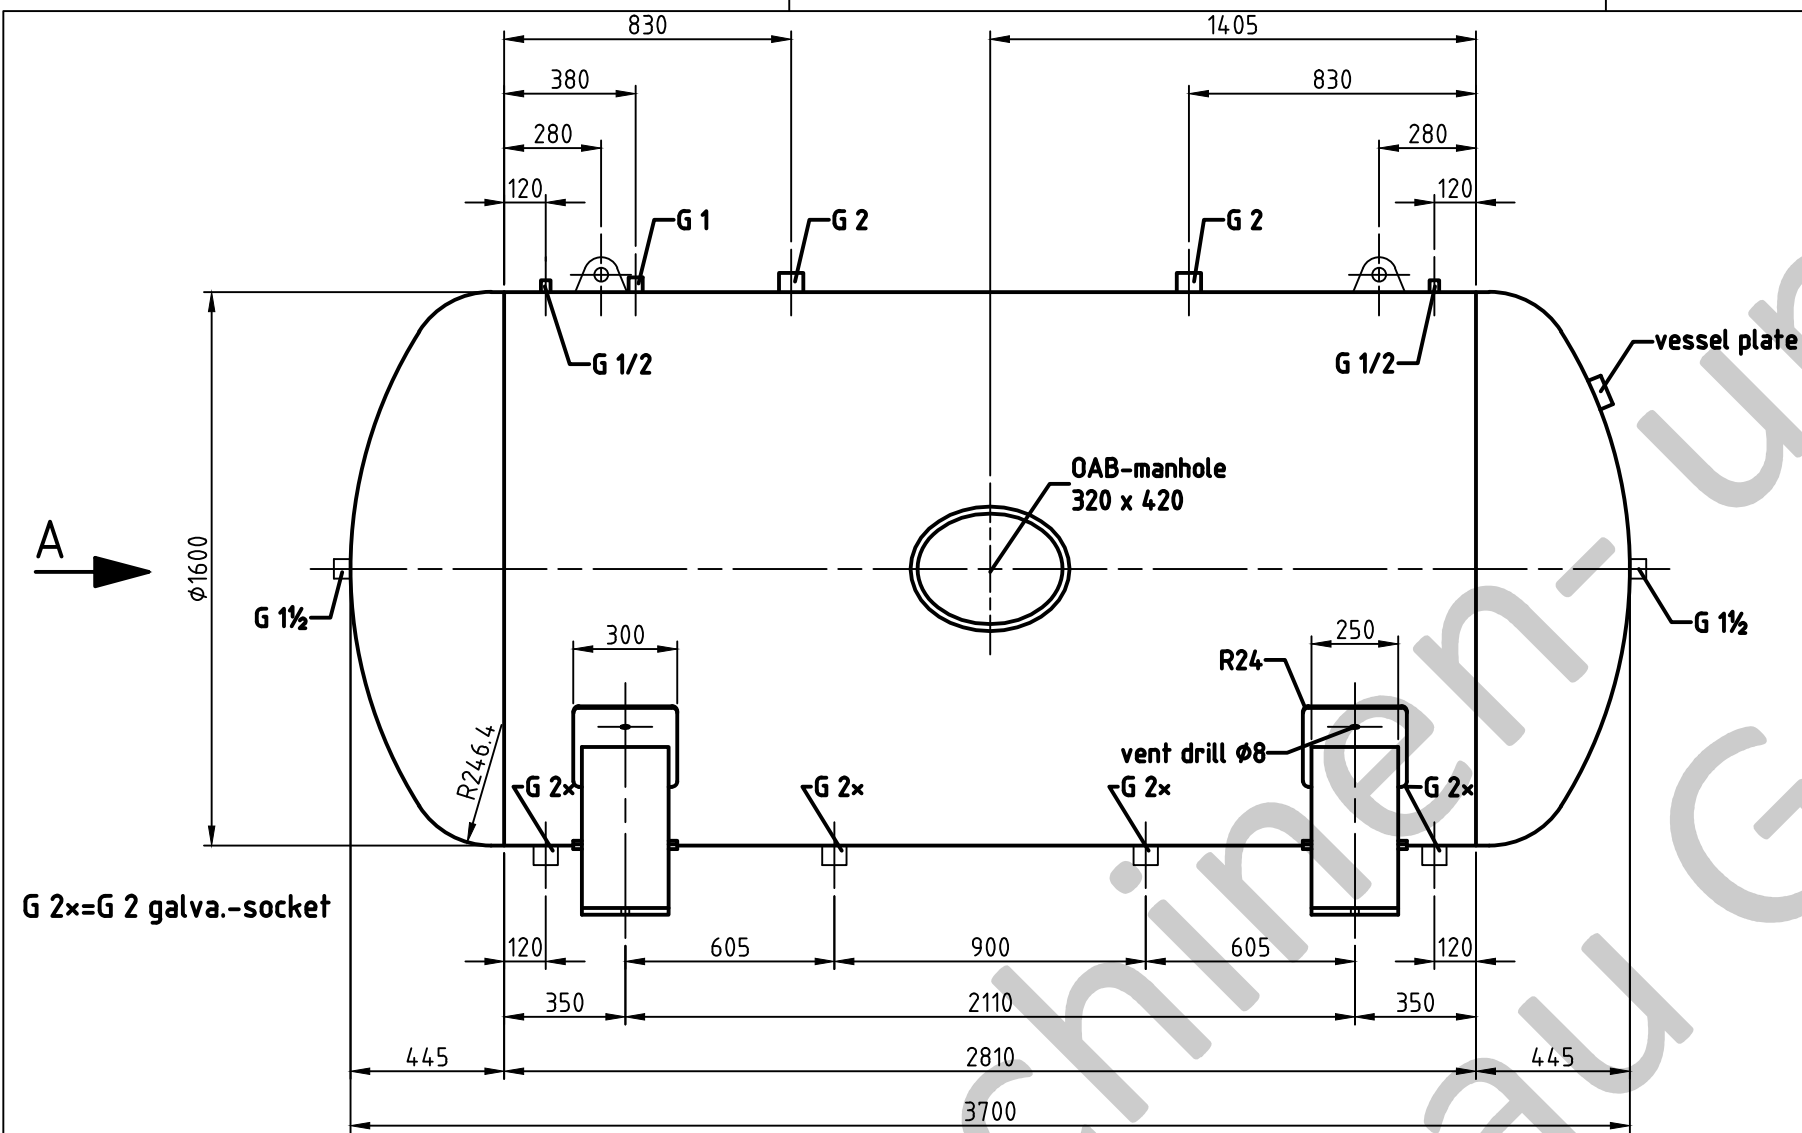 830
1405
380
830
280
280
120
120
G 1
G 2
G 2
G 1/2
G 1/2
vessel plate
OAB-manhole
320 x 420
A
ϕ1600
G 1½
G 1½
300
250
R24
R246.4
vent drill ϕ8
G 2×
G 2×
G 2×
G 2×
G 2×=G 2 galva.-socket
120
605
900
605
120
350
2110
350
445
2810
445
3700
chinen- u
au G